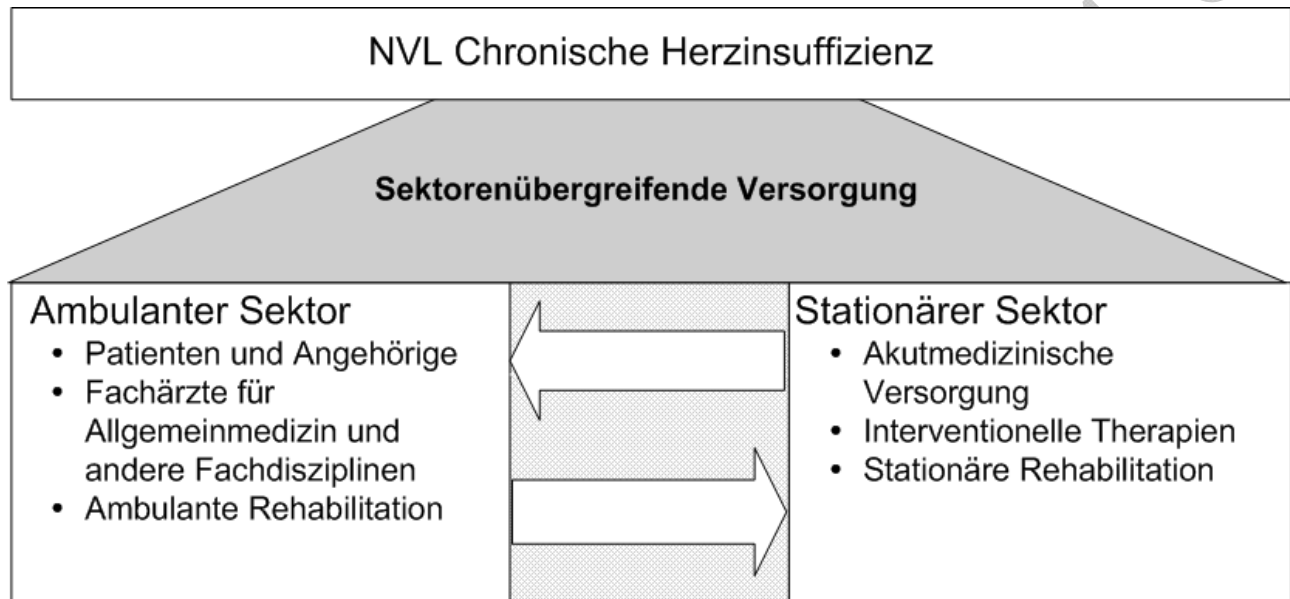 NVL Chronische Herzinsuffizienz
Sektorenübergreifende Versorgung
Ambulanter Sektor
• Patienten und Angehörige
• Fachärzte für
Allgemeinmedizin und
andere Fachdisziplinen
• Ambulante Rehabilitation
Stationärer Sektor
• Akutmedizinische
Versorgung
• Interventionelle Therapien
• Stationäre Rehabilitation